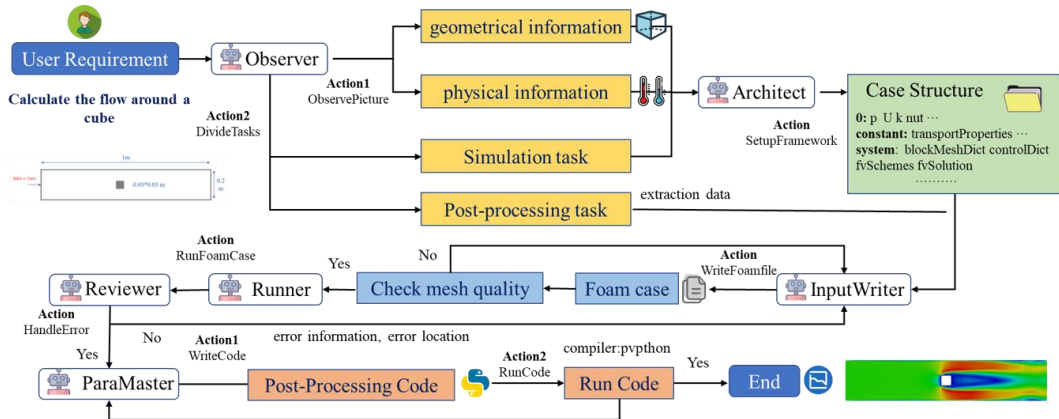 User Requirement
Observer
geometrical information
Action1
ObservePicture
physical information
Architect
Action
SetupFramework
Case Structure
0: p U k nut ...
constant: transportProperties ...
system: blockMeshDict controlDict
fvSchemes fvSolution
..........
Calculate the flow around a
cube
Action2
DivideTasks
Simulation task
1m
0.05*0.05 m
0.2
m
Post-processing task
extraction data
Action
RunFoamCase
Reviewer
Runner
Yes
No
Check mesh quality
Foam case
Action
WriteFoamfile
InputWriter
Action
HandleError
No
error information, error location
Yes
ParaMaster
Action1
WriteCode
Post-Processing Code
Action2
RunCode
compiler:pvpthon
Run Code
Yes
End